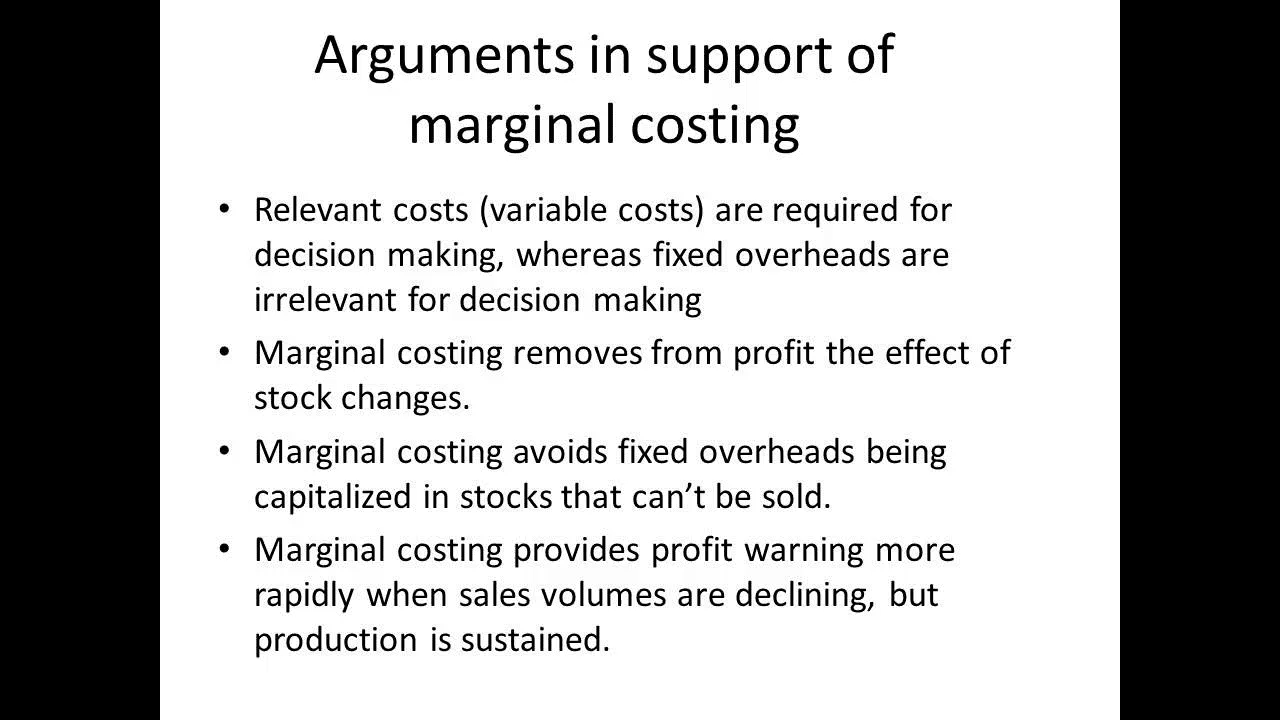 Arguments in support of
marginal costing
• Relevant costs (variable costs) are required for
decision making, whereas fixed overheads are
irrelevant for decision making
• Marginal costing removes from profit the effect of
stock changes.
• Marginal costing avoids fixed overheads being
capitalized in stocks that can’t be sold.
• Marginal costing provides profit warning more
rapidly when sales volumes are declining, but
production is sustained.